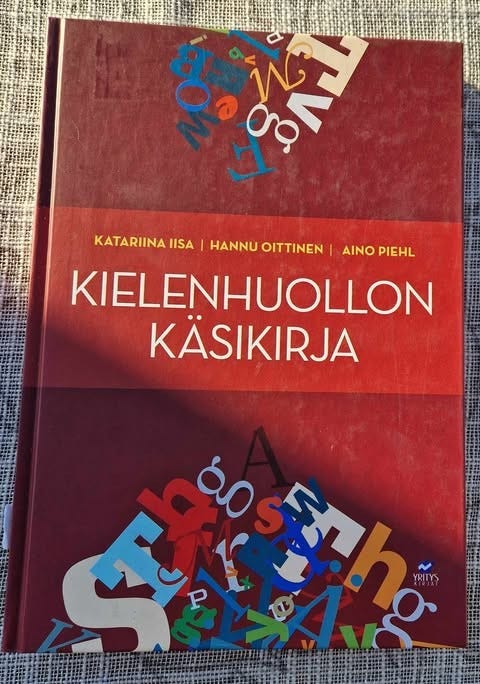 KATARIINA IISA | HANNU OITTINEN | AINO PIEHL
KIELENHUOLLON
KÄSIKIRJA
YRITYS
KIRJAT